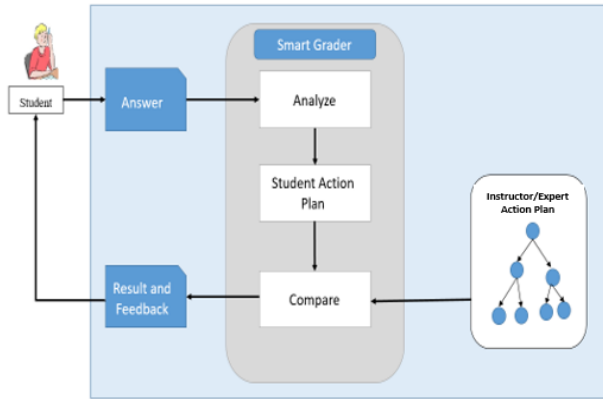 Smart Grader
Student
Answer
Analyze
Student Action
Plan
Instructor/Expert
Action Plan
Result and
Feedback
Compare